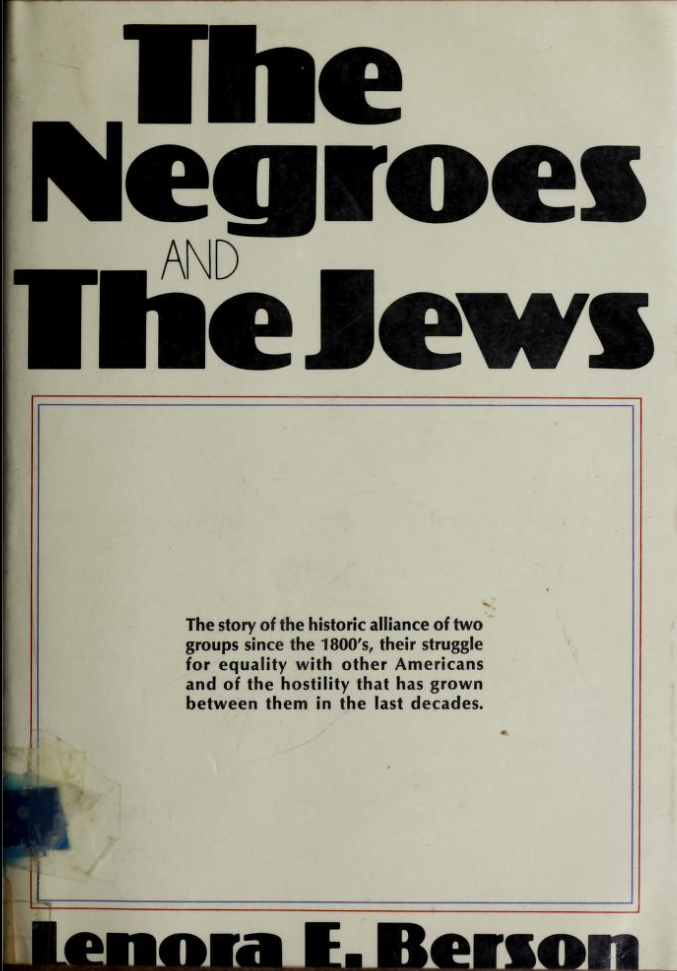 The
Negroes
AND
The Jews
The story of the historic alliance of two
groups since the 1800's, their struggle
for equality with other Americans
and of the hostility that has grown
between them in the last decades.
Lenora E. Berson